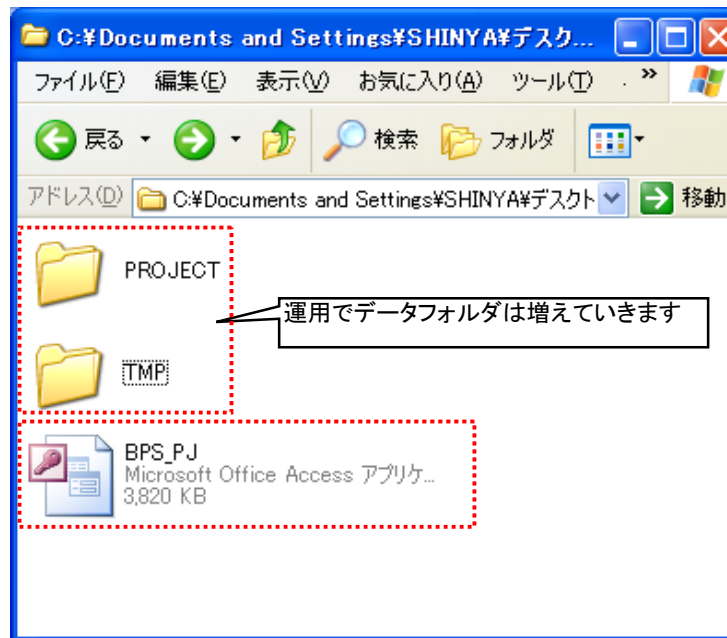 C:¥Documents and Settings¥SHINYA¥デスク...
ファイル(F) 編集(E) 表示(V) お気に入り(A) ツール(T) »
戻る 検索 フォルダ
アドレス(D) C:¥Documents and Settings¥SHINYA¥デスクト 移動
PROJECT
運用でデータフォルダは増えていきます
TMP
BPS_PJ
Microsoft Office Access アプリケ...
3,820 KB